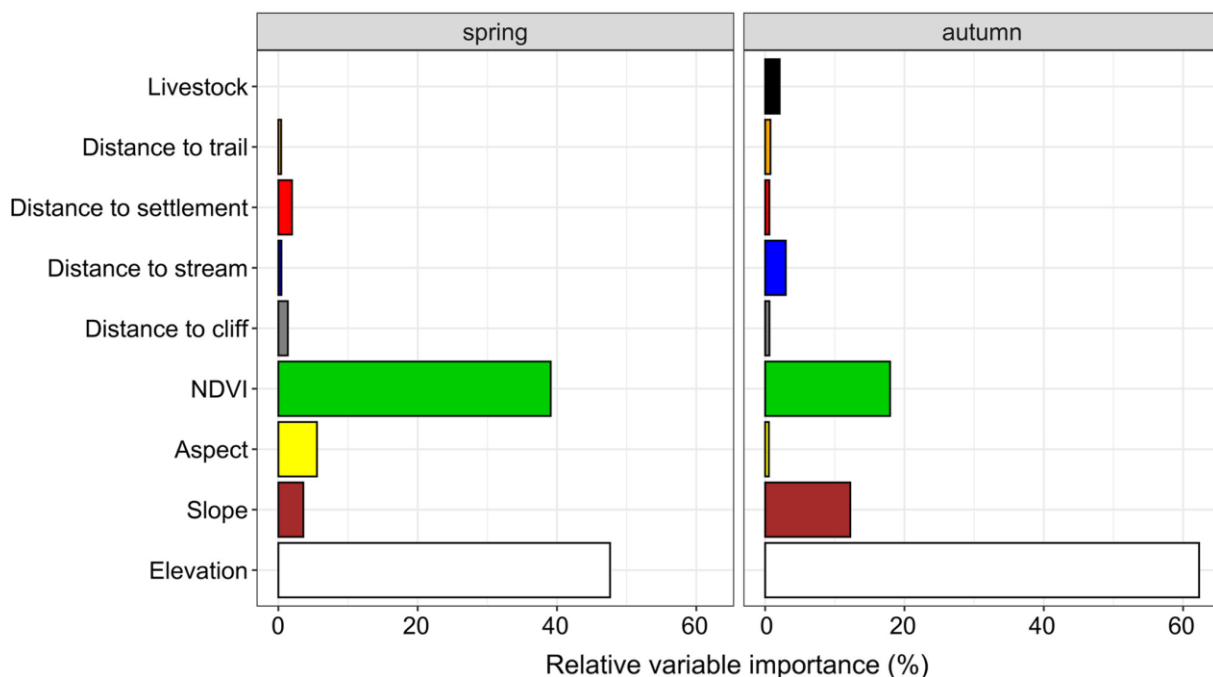 spring
autumn
Livestock
Distance to trail
Distance to settlement
Distance to stream
Distance to cliff
NDVI
Aspect
Slope
Elevation
0 20 40 60
0 20 40 60
Relative variable importance (%)